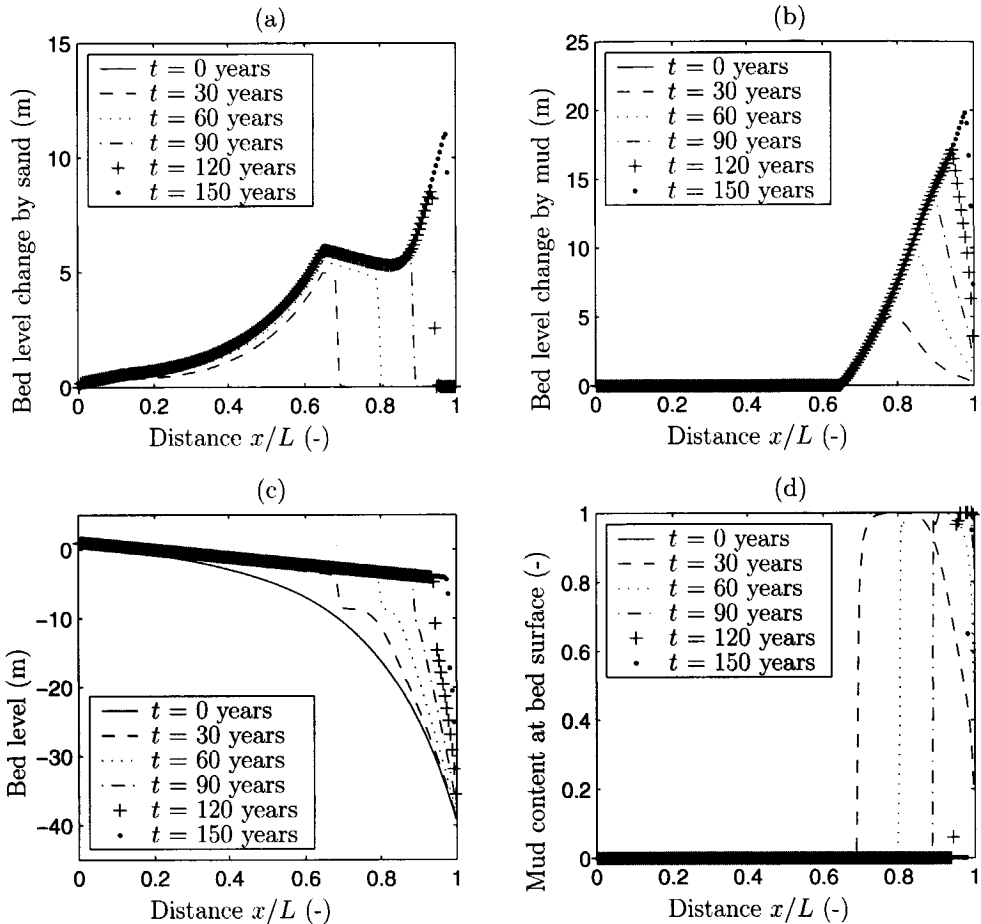 (a)
15
10
5
0
Bed level change by sand (m)
t = 0 years
t = 30 years
t = 60 years
t = 90 years
t = 120 years
t = 150 years
0 0.2 0.4 0.6 0.8 1
Distance x/L (-)
(b)
25
20
15
10
5
0
Bed level change by mud (m)
t = 0 years
t = 30 years
t = 60 years
t = 90 years
t = 120 years
t = 150 years
0 0.2 0.4 0.6 0.8 1
Distance x/L (-)
(c)
0
−10
−20
−30
−40
Bed level (m)
t = 0 years
t = 30 years
t = 60 years
t = 90 years
t = 120 years
t = 150 years
0 0.2 0.4 0.6 0.8 1
Distance x/L (-)
(d)
1
0.8
0.6
0.4
0.2
0
Mud content at bed surface (-)
t = 0 years
t = 30 years
t = 60 years
t = 90 years
t = 120 years
t = 150 years
0 0.2 0.4 0.6 0.8 1
Distance x/L (-)